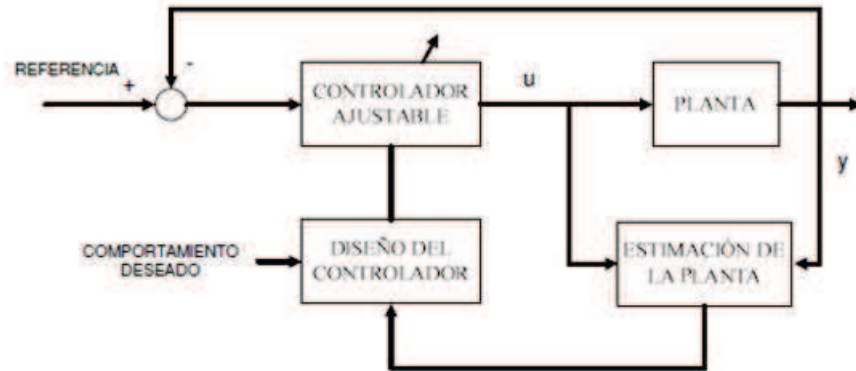 REFERENCIA
+
-
CONTROLADOR
AJUSTABLE
u
PLANTA
y
COMPORTAMIENTO
DESEADO
DISEÑO DEL
CONTROLADOR
ESTIMACIÓN DE
LA PLANTA